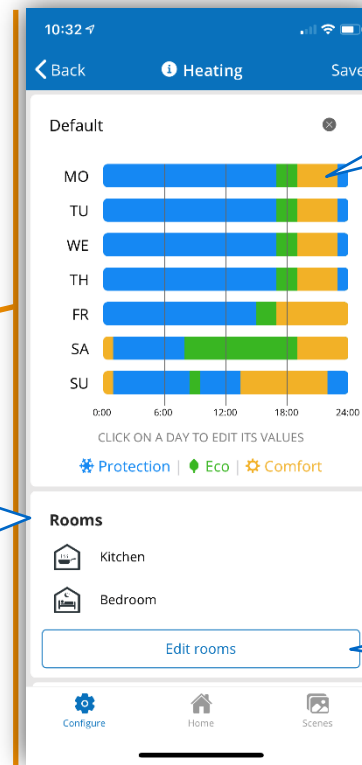 10:32
Back
Heating
Save
Default
MO
TU
WE
TH
FR
SA
SU
0:00 6:00 12:00 18:00 24:00
CLICK ON A DAY TO EDIT ITS VALUES
Protection | Eco | Comfort
Rooms
Kitchen
Bedroom
Edit rooms
Configure Home Scenes